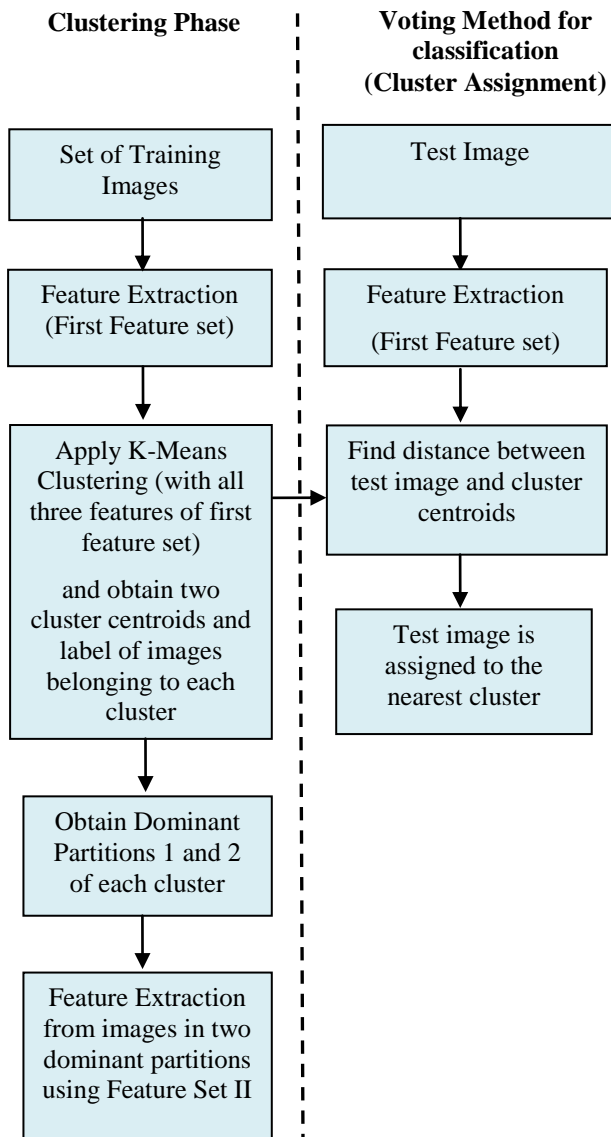 Clustering Phase
Set of Training
Images
Feature Extraction
(First Feature set)
Apply K-Means
Clustering (with all
three features of first
feature set)
and obtain two
cluster centroids and
label of images
belonging to each
cluster
Obtain Dominant
Partitions 1 and 2
of each cluster
Feature Extraction
from images in two
dominant partitions
using Feature Set II
Voting Method for
classification
(Cluster Assignment)
Test Image
Feature Extraction
(First Feature set)
Find distance between
test image and cluster
centroids
Test image is
assigned to the
nearest cluster